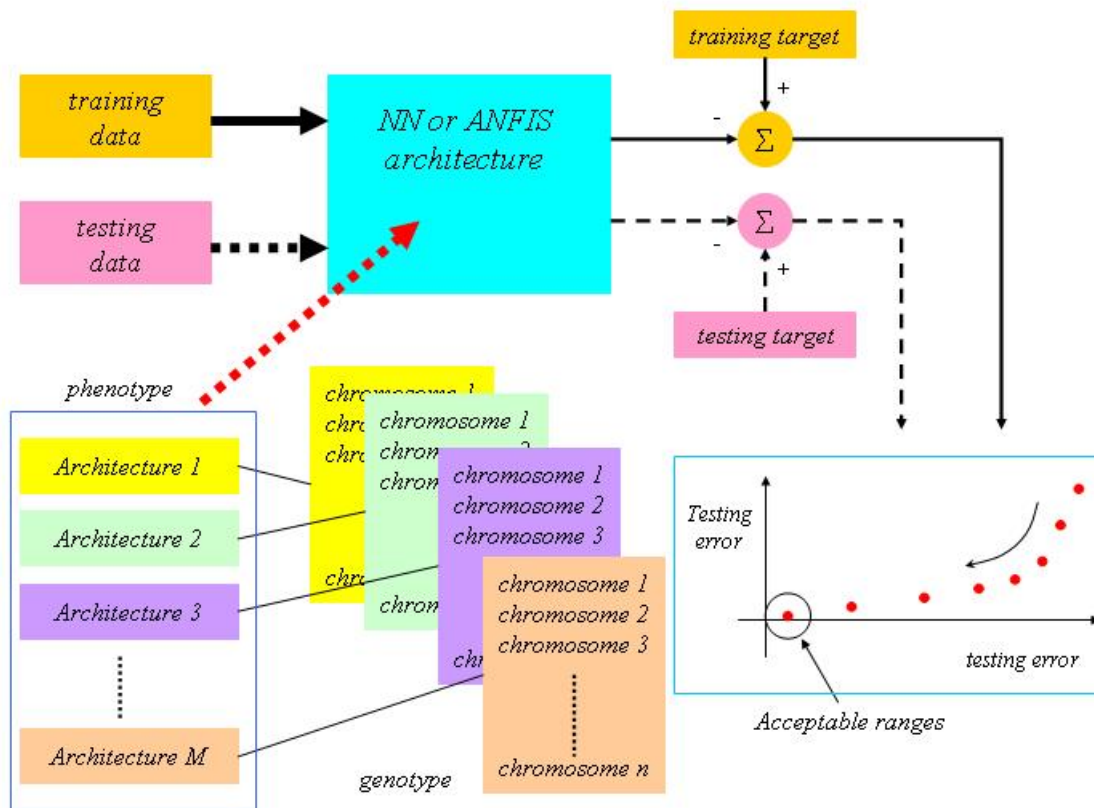 training target
training
data
NN or ANFIS
architecture
+
-
Σ
testing
data
Σ
-
+
testing target
phenotype
Architecture 1
Architecture 2
Architecture 3
Architecture M
chromosome 1
chromosome 1
chromosome 2
chromosome 1
chromosome 2
chromosome 3
chromosome 1
chromosome 2
chromosome 3
chromosome n
genotype
Testing
error
testing error
Acceptable ranges